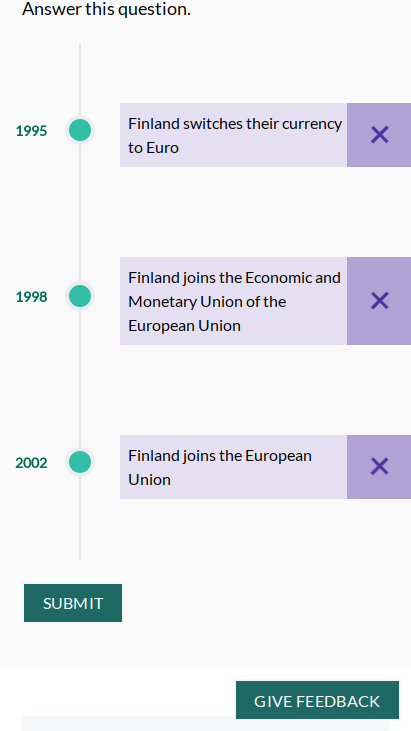 Answer this question.
1995
Finland switches their currency
to Euro
1998
Finland joins the Economic and
Monetary Union of the
European Union
2002
Finland joins the European
Union
SUBMIT
GIVE FEEDBACK